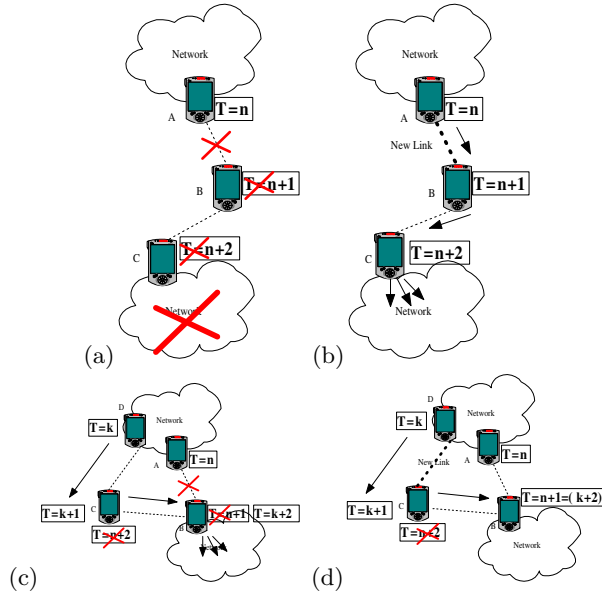 Network
T=n
A
T=n+1
B
T=n+2
C
Network
(a)
Network
T=n
A
New Link
T=n+1
B
T=n+2
C
Network
(b)
D
T=k
Network
A
T=n
T=k+1
C
T=n+2
T=n+1
T=k+2
B
(c)
D
T=k
Network
A
T=n
New Link
T=k+1
C
T=n+2
T=n+1=( k+2)
B
Network
(d)